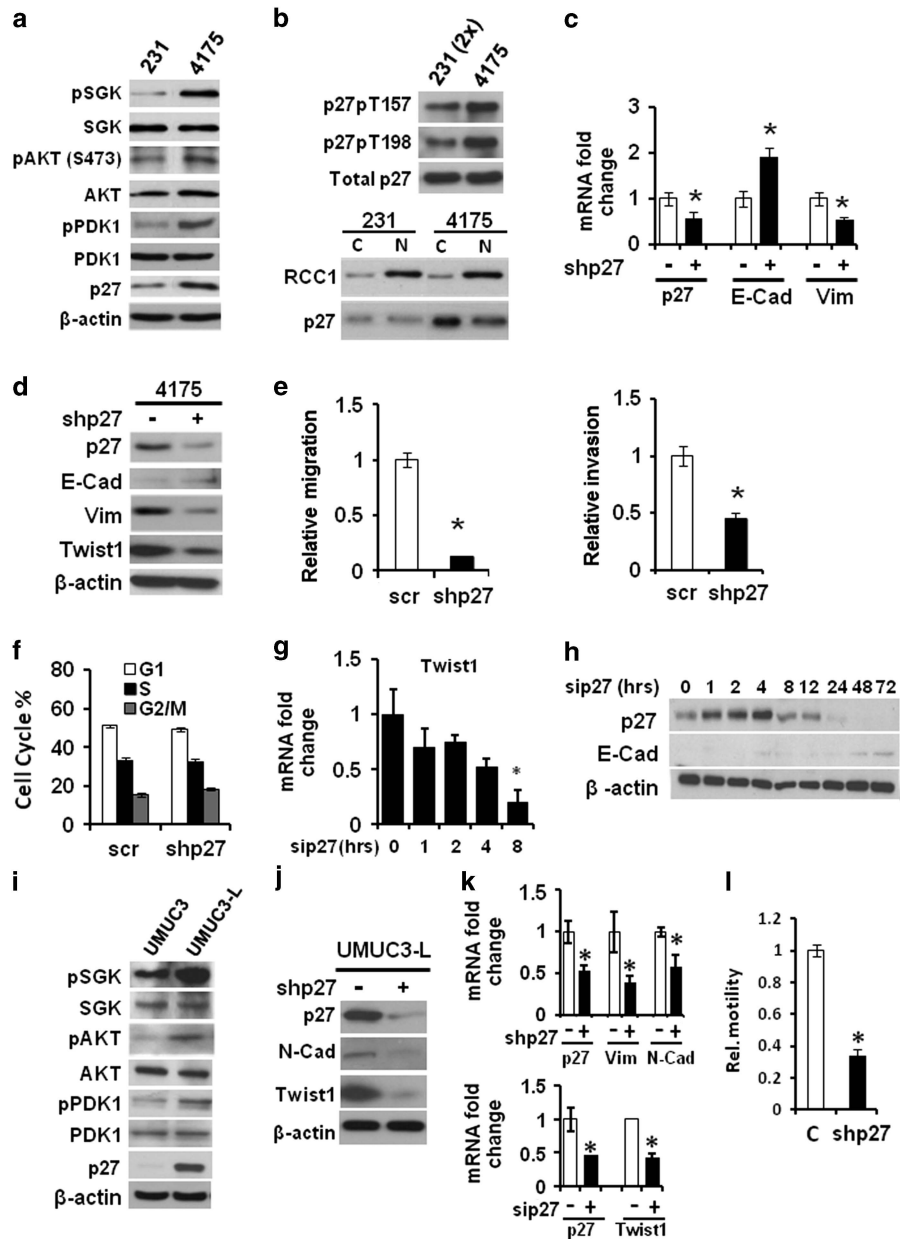 a
231 4175
pSGK
SGK
pAKT (S473)
AKT
pPDK1
PDK1
p27
β-actin
b
231 (2x) 4175
p27pT157
p27pT198
Total p27
231 4175
C N C N
RCC1
p27
c
mRNA fold
change
3
2
1
0
shp27 - + - + - +
p27 E-Cad Vim
* * *
d
4175
shp27 - +
p27
E-Cad
Vim
Twist1
β-actin
e
Relative migration
1.5
1
0.5
0
*
scr shp27
Relative invasion
1.5
1
0.5
0
*
scr shp27
f
Cell Cycle %
80
60
40
20
0
G1
S
G2/M
scr shp27
g
Twist1
mRNA fold
change
1.5
1
0.5
0
*
sip27(hrs) 0 1 2 4 8
h
sip27 (hrs) 0 1 2 4 8 12 24 48 72
p27
E-Cad
β -actin
i
UMUC3 UMUC3-L
pSGK
SGK
pAKT
AKT
pPDK1
PDK1
p27
β-actin
j
UMUC3-L
shp27 - +
p27
N-Cad
Twist1
β-actin
k
mRNA fold
change
1.5
1
0.5
0
* * *
shp27 - + - + - +
p27 Vim N-Cad
mRNA fold
change
1.5
1
0.5
0
* *
sip27 - + - +
p27 Twist1
l
Rel. motility
1.2
1
0.8
0.6
0.4
0.2
0
*
C shp27